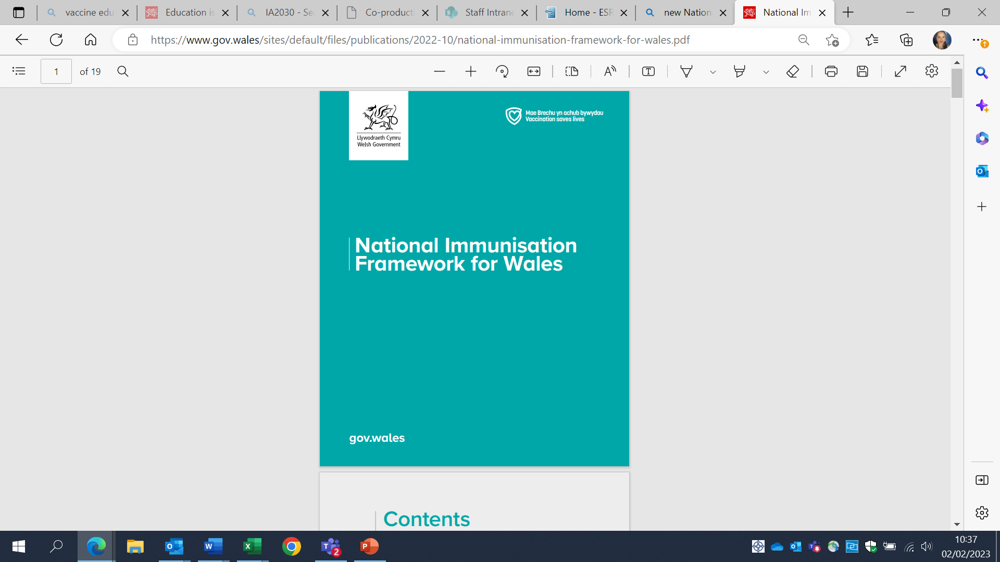 vaccine edu
Education is
IA2030 - Sea
Co-producti
Staff Intrane
Home - ESR
new Nation
National Im
https://www.gov.wales/sites/default/files/publications/2022-10/national-immunisation-framework-for-wales.pdf
1 of 19
Llywodraeth Cymru
Welsh Government
Mae Brechu yn achub bywydau
Vaccination saves lives
National Immunisation
Framework for Wales
gov.wales
Contents
2
10:37
02/02/2023